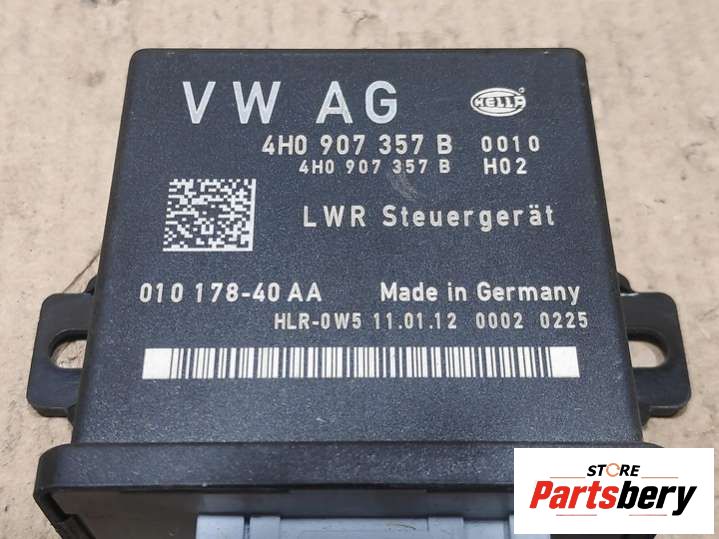 VW AG
HELLA
4H0 907 357 B 0010
4H0 907 357 B H02
LWR Steuergerät
010 178-40 AA Made in Germany
HLR-0W5 11.01.12 0002 0225
STORE
Partsbery